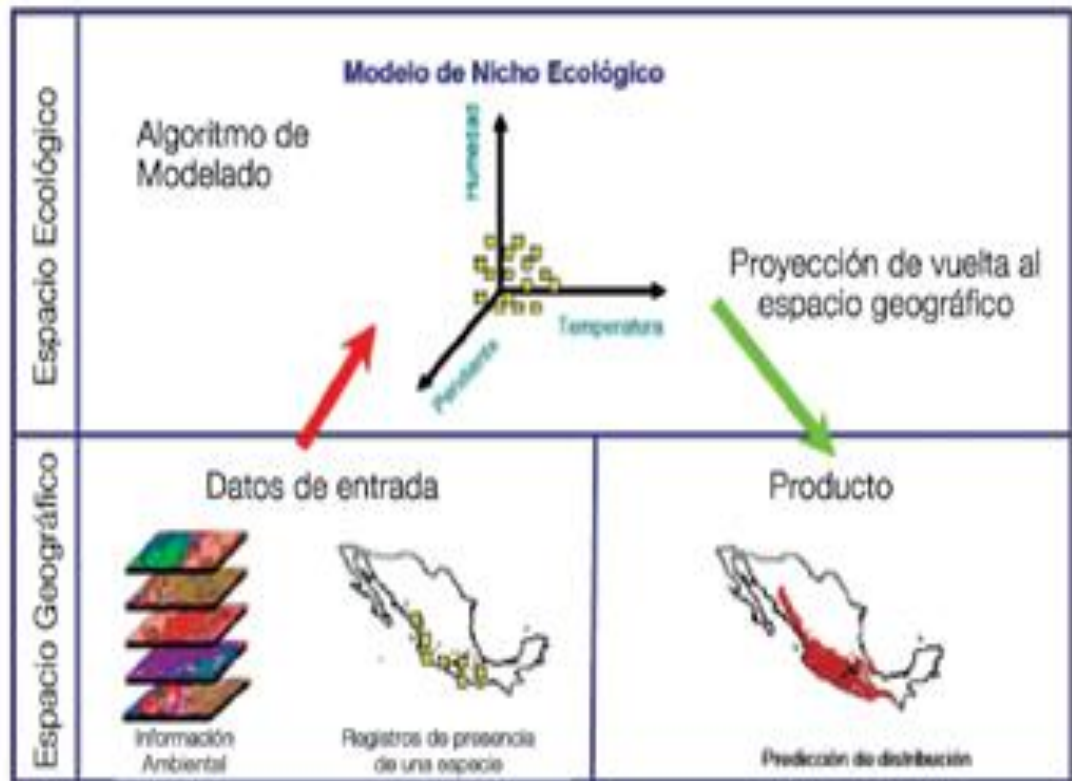 Espacio Ecológico
Modelo de Nicho Ecológico
Algoritmo de
Modelado
Humedad
Temperatura
Pendiente
Proyección de vuelta al
espacio geográfico
Espacio Geográfico
Datos de entrada
Información
Ambiental
Registros de presencia
de una especie
Producto
Predicción de distribución